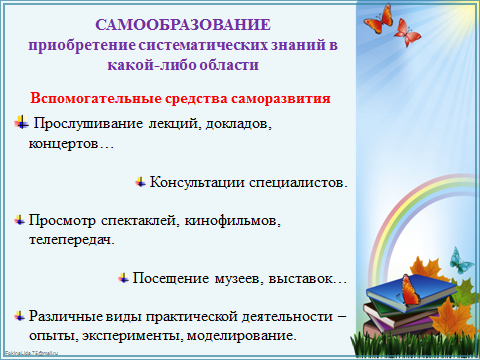 САМООБРАЗОВАНИЕ
приобретение систематических знаний в
какой-либо области
Вспомогательные средства саморазвития
Прослушивание лекций, докладов,
концертов…
Консультации специалистов.
Просмотр спектаклей, кинофильмов,
телепередач.
Посещение музеев, выставок…
Различные виды практической деятельности –
опыты, эксперименты, моделирование.